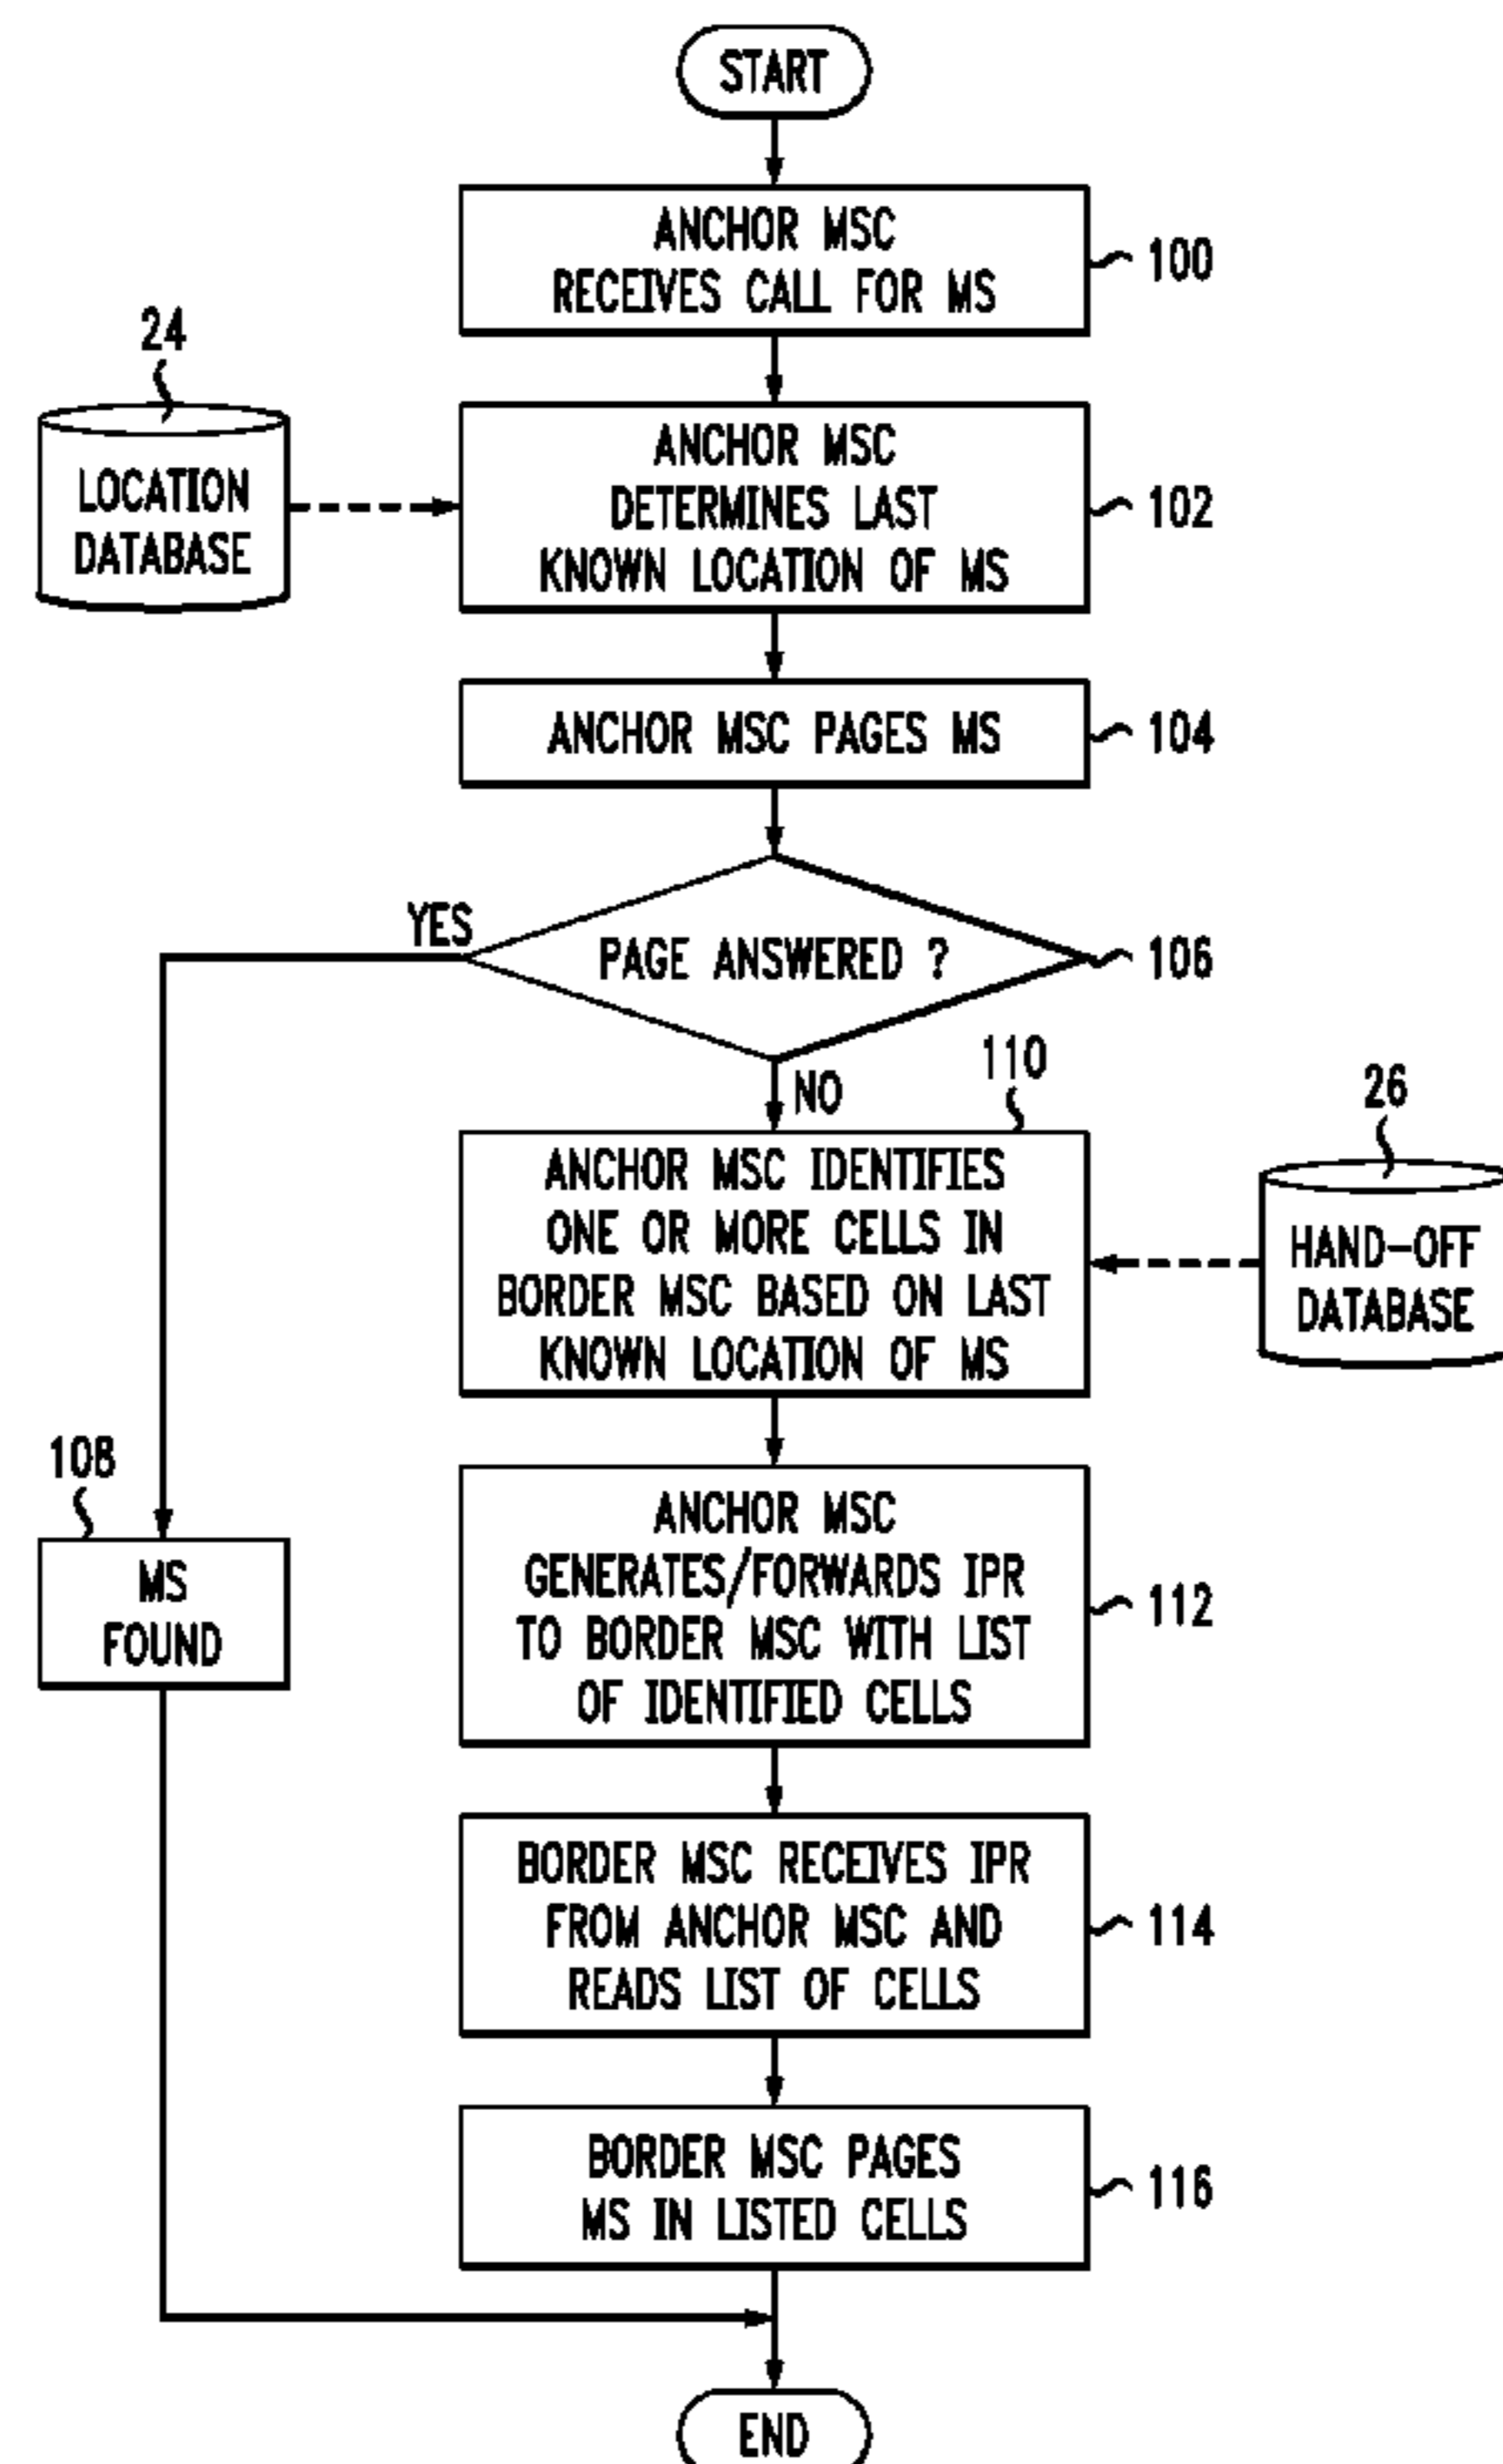 START
ANCHOR MSC
RECEIVES CALL FOR MS
100
24
LOCATION
DATABASE
ANCHOR MSC
DETERMINES LAST
KNOWN LOCATION OF MS
102
ANCHOR MSC PAGES MS
104
YES
PAGE ANSWERED ?
106
NO
110
ANCHOR MSC IDENTIFIES
ONE OR MORE CELLS IN
BORDER MSC BASED ON LAST
KNOWN LOCATION OF MS
26
HAND-OFF
DATABASE
108
MS
FOUND
ANCHOR MSC
GENERATES/FORWARDS IPR
TO BORDER MSC WITH LIST
OF IDENTIFIED CELLS
112
BORDER MSC RECEIVES IPR
FROM ANCHOR MSC AND
READS LIST OF CELLS
114
BORDER MSC PAGES
MS IN LISTED CELLS
116
END